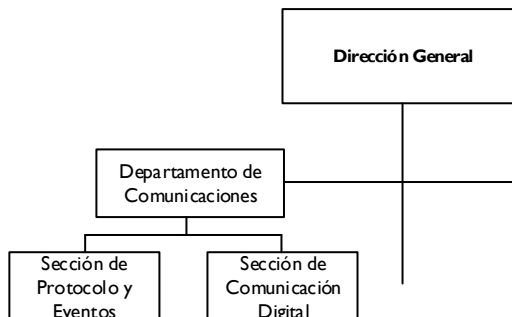 Dirección General
Departamento de
Comunicaciones
Sección de
Protocolo y
Eventos
Sección de
Comunicación
Digital